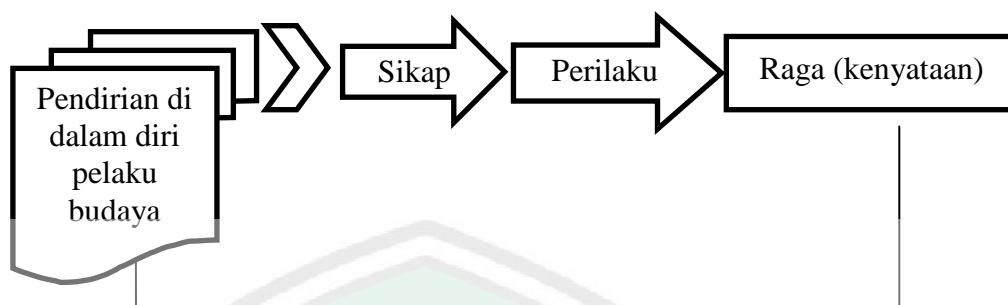 Pendirian di
dalam diri
pelaku
budaya
Sikap
Perilaku
Raga (kenyataan)